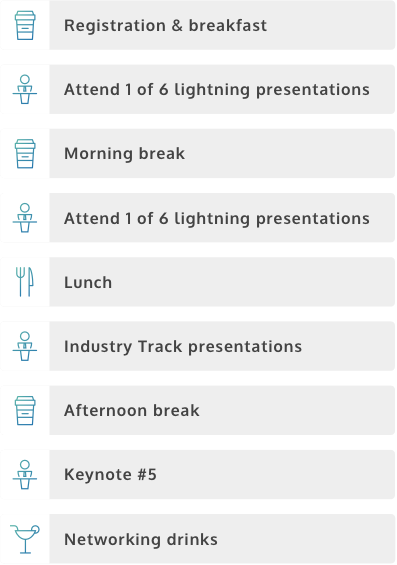 Registration & breakfast
Attend 1 of 6 lightning presentations
Morning break
Attend 1 of 6 lightning presentations
Lunch
Industry Track presentations
Afternoon break
Keynote #5
Networking drinks